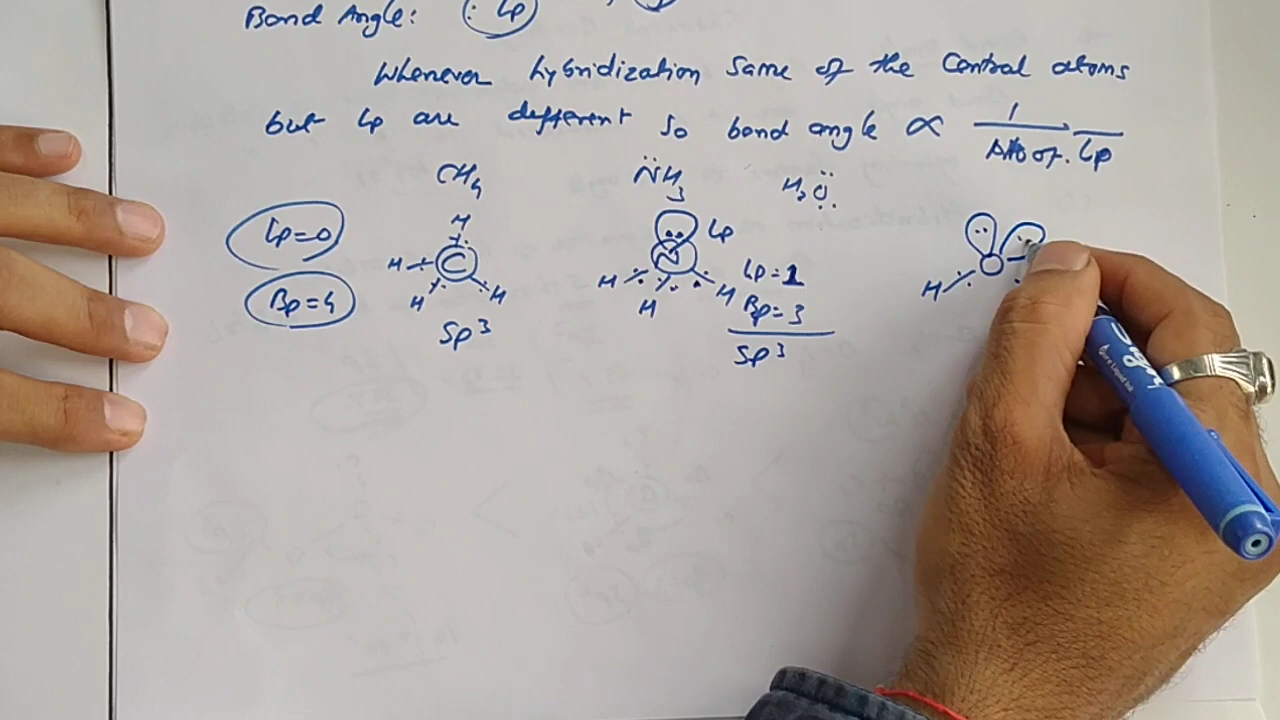 Bond Angle: : Lp
Whenever hybridization same of the Central atoms
but Lp are different so bond angle ∝ 1 / No of. Lp
CH4 NH3 H2O
Lp=0
Bp=4
H
H C H
H
Sp3
Lp
N
H H H
Lp=1
Bp=3
Sp3
H